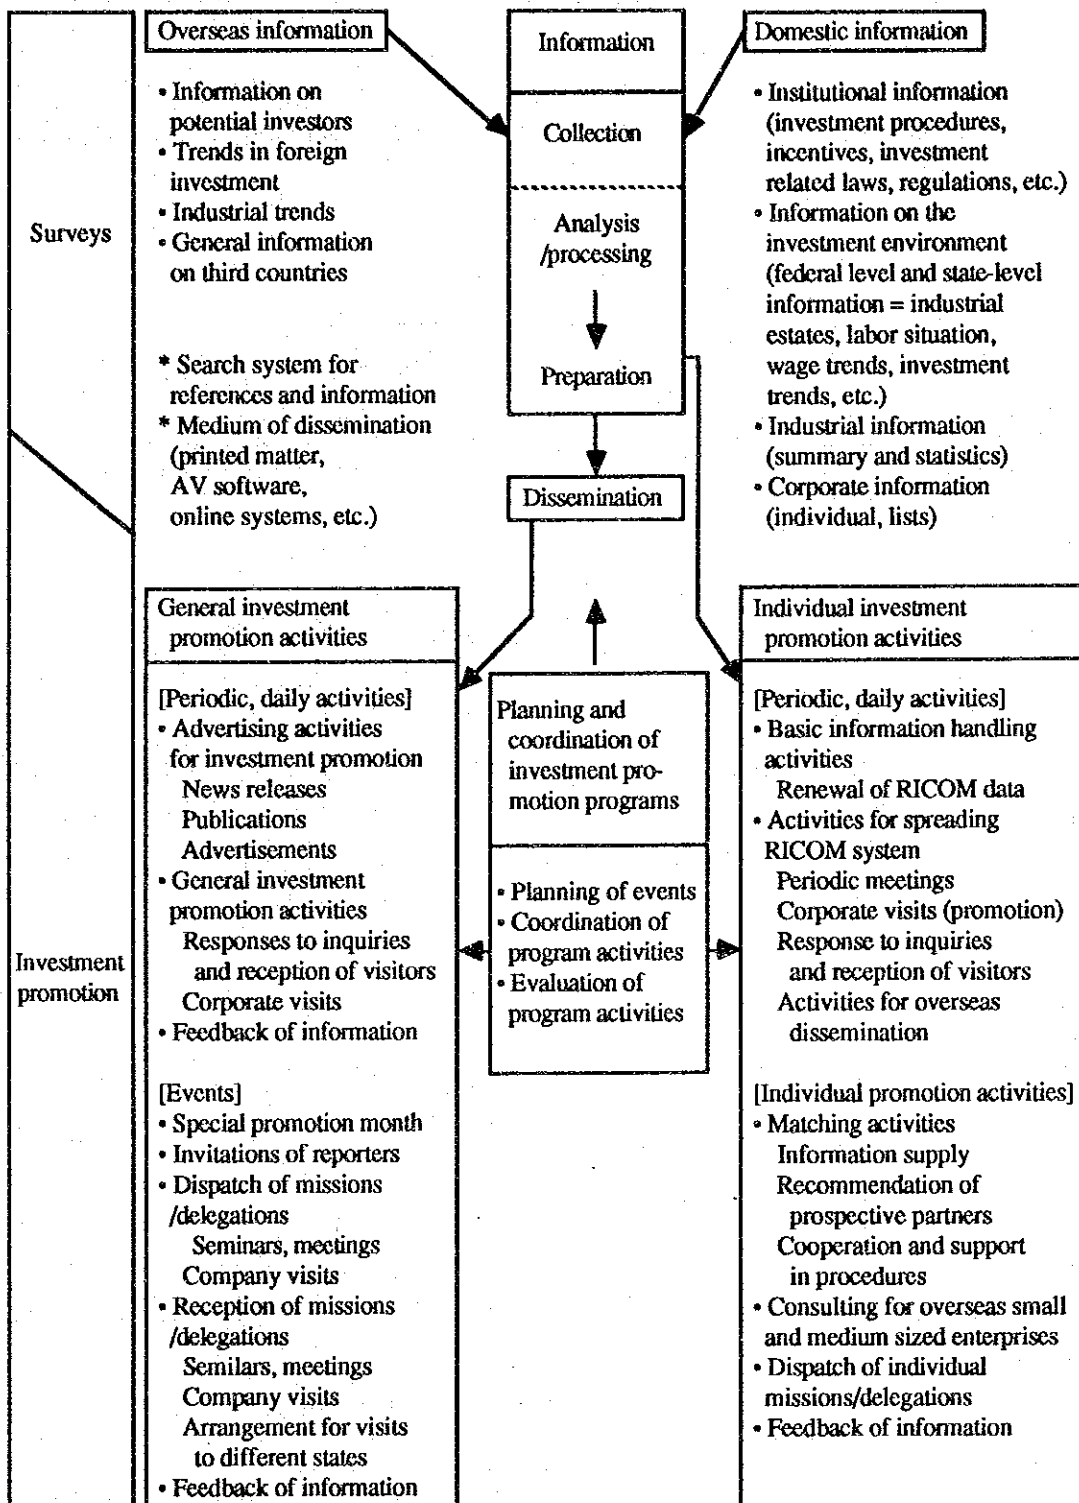 Surveys
Investment
promotion
Overseas information
• Information on
potential investors
• Trends in foreign
investment
• Industrial trends
• General information
on third countries
* Search system for
references and information
* Medium of dissemination
(printed matter,
AV software,
online systems, etc.)
Information
Collection
Analysis
/processing
Preparation
Dissemination
Domestic information
• Institutional information
(investment procedures,
incentives, investment
related laws, regulations, etc.)
• Information on the
investment environment
(federal level and state-level
information = industrial
estates, labor situation,
wage trends, investment
trends, etc.)
• Industrial information
(summary and statistics)
• Corporate information
(individual, lists)
General investment
promotion activities
[Periodic, daily activities]
• Advertising activities
for investment promotion
News releases
Publications
Advertisements
• General investment
promotion activities
Responses to inquiries
and reception of visitors
Corporate visits
• Feedback of information
[Events]
• Special promotion month
• Invitations of reporters
• Dispatch of missions
/delegations
Seminars, meetings
Company visits
• Reception of missions
/delegations
Semilars, meetings
Company visits
Arrangement for visits
to different states
• Feedback of information
Planning and
coordination of
investment pro-
motion programs
• Planning of events
• Coordination of
program activities
• Evaluation of
program activities
Individual investment
promotion activities
[Periodic, daily activities]
• Basic information handling
activities
Renewal of RICOM data
• Activities for spreading
RICOM system
Periodic meetings
Corporate visits (promotion)
Response to inquiries
and reception of visitors
Activities for overseas
dissemination
[Individual promotion activities]
• Matching activities
Information supply
Recommendation of
prospective partners
Cooperation and support
in procedures
• Consulting for overseas small
and medium sized enterprises
• Dispatch of individual
missions/delegations
• Feedback of information